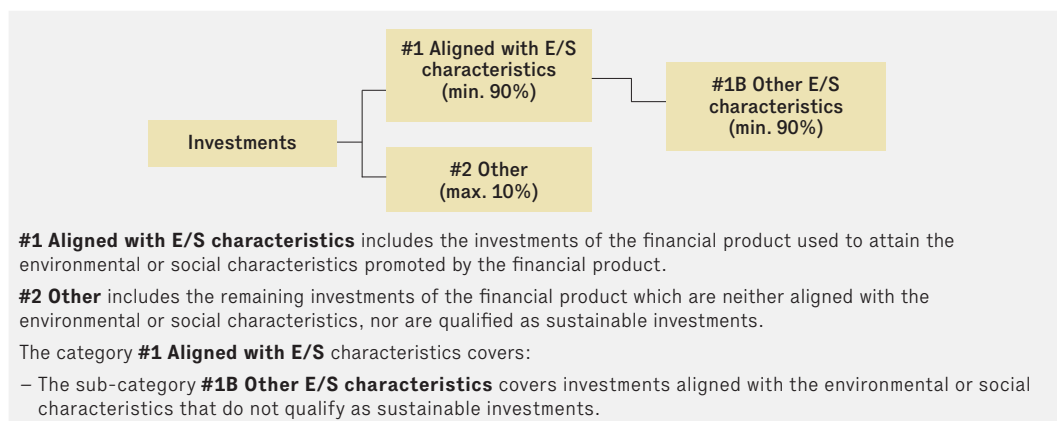 #1 Aligned with E/S
characteristics
(min. 90%)
#1B Other E/S
characteristics
(min. 90%)
Investments
#2 Other
(max. 10%)
#1 Aligned with E/S characteristics includes the investments of the financial product used to attain the
environmental or social characteristics promoted by the financial product.
#2 Other includes the remaining investments of the financial product which are neither aligned with the
environmental or social characteristics, nor are qualified as sustainable investments.
The category #1 Aligned with E/S characteristics covers:
– The sub-category #1B Other E/S characteristics covers investments aligned with the environmental or social
characteristics that do not qualify as sustainable investments.